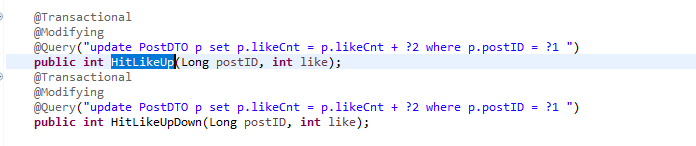 @Transactional
@Modifying
@Query("update PostDTO p set p.likeCnt = p.likeCnt + ?2 where p.postID = ?1 ")
public int HitLikeUp(Long postID, int like);
@Transactional
@Modifying
@Query("update PostDTO p set p.likeCnt = p.likeCnt + ?2 where p.postID = ?1 ")
public int HitLikeUpDown(Long postID, int like);